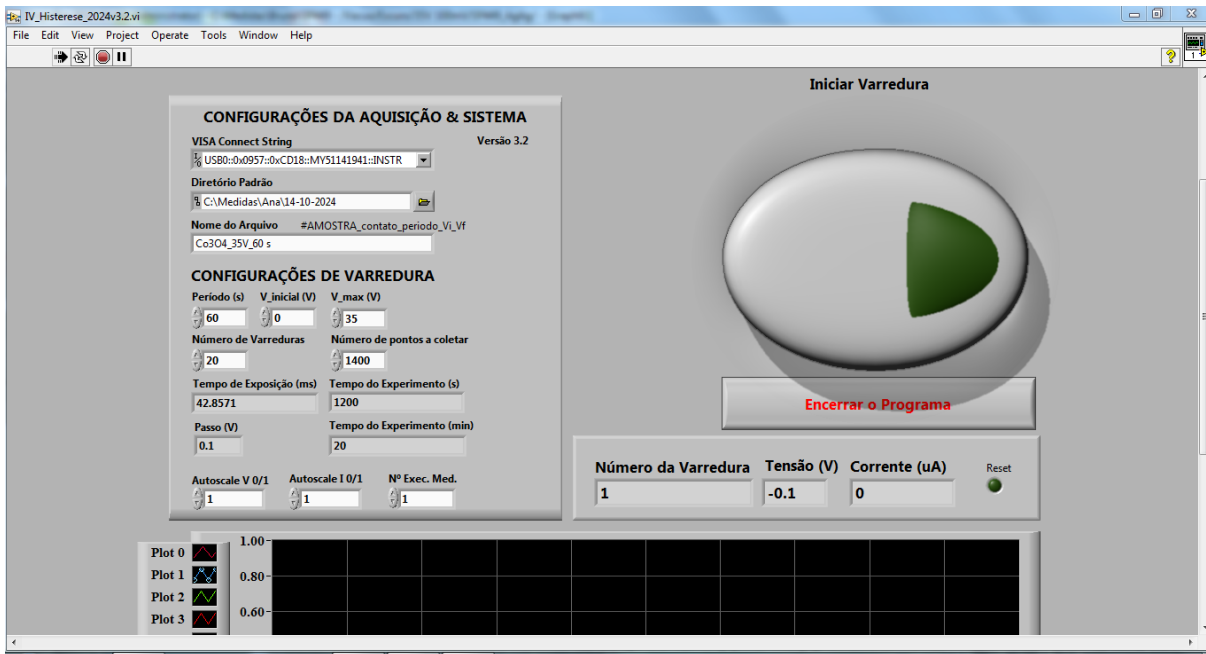 IV_Histerese_2024v3.2.vi
File Edit View Project Operate Tools Window Help
1
Iniciar Varredura
CONFIGURAÇÕES DA AQUISIÇÃO & SISTEMA
VISA Connect String Versão 3.2
USB0::0x0957::0xCD18::MY51141941::INSTR
Diretório Padrão
C:\Medidas\Ana\14-10-2024
Nome do Arquivo #AMOSTRA_contato_periodo_Vi_Vf
Co3O4_35V_60 s
CONFIGURAÇÕES DE VARREDURA
Período (s) V_inicial (V) V_max (V)
60 0 35
Número de Varreduras Número de pontos a coletar
20 1400
Tempo de Exposição (ms) Tempo do Experimento (s)
42.8571 1200
Passo (V) Tempo do Experimento (min)
0.1 20
Autoscale V 0/1 Autoscale I 0/1 Nº Exec. Med.
1 1 1
Encerrar o Programa
Número da Varredura Tensão (V) Corrente (uA) Reset
1 -0.1 0
Plot 0
Plot 1
Plot 2
Plot 3
1.00
0.80
0.60